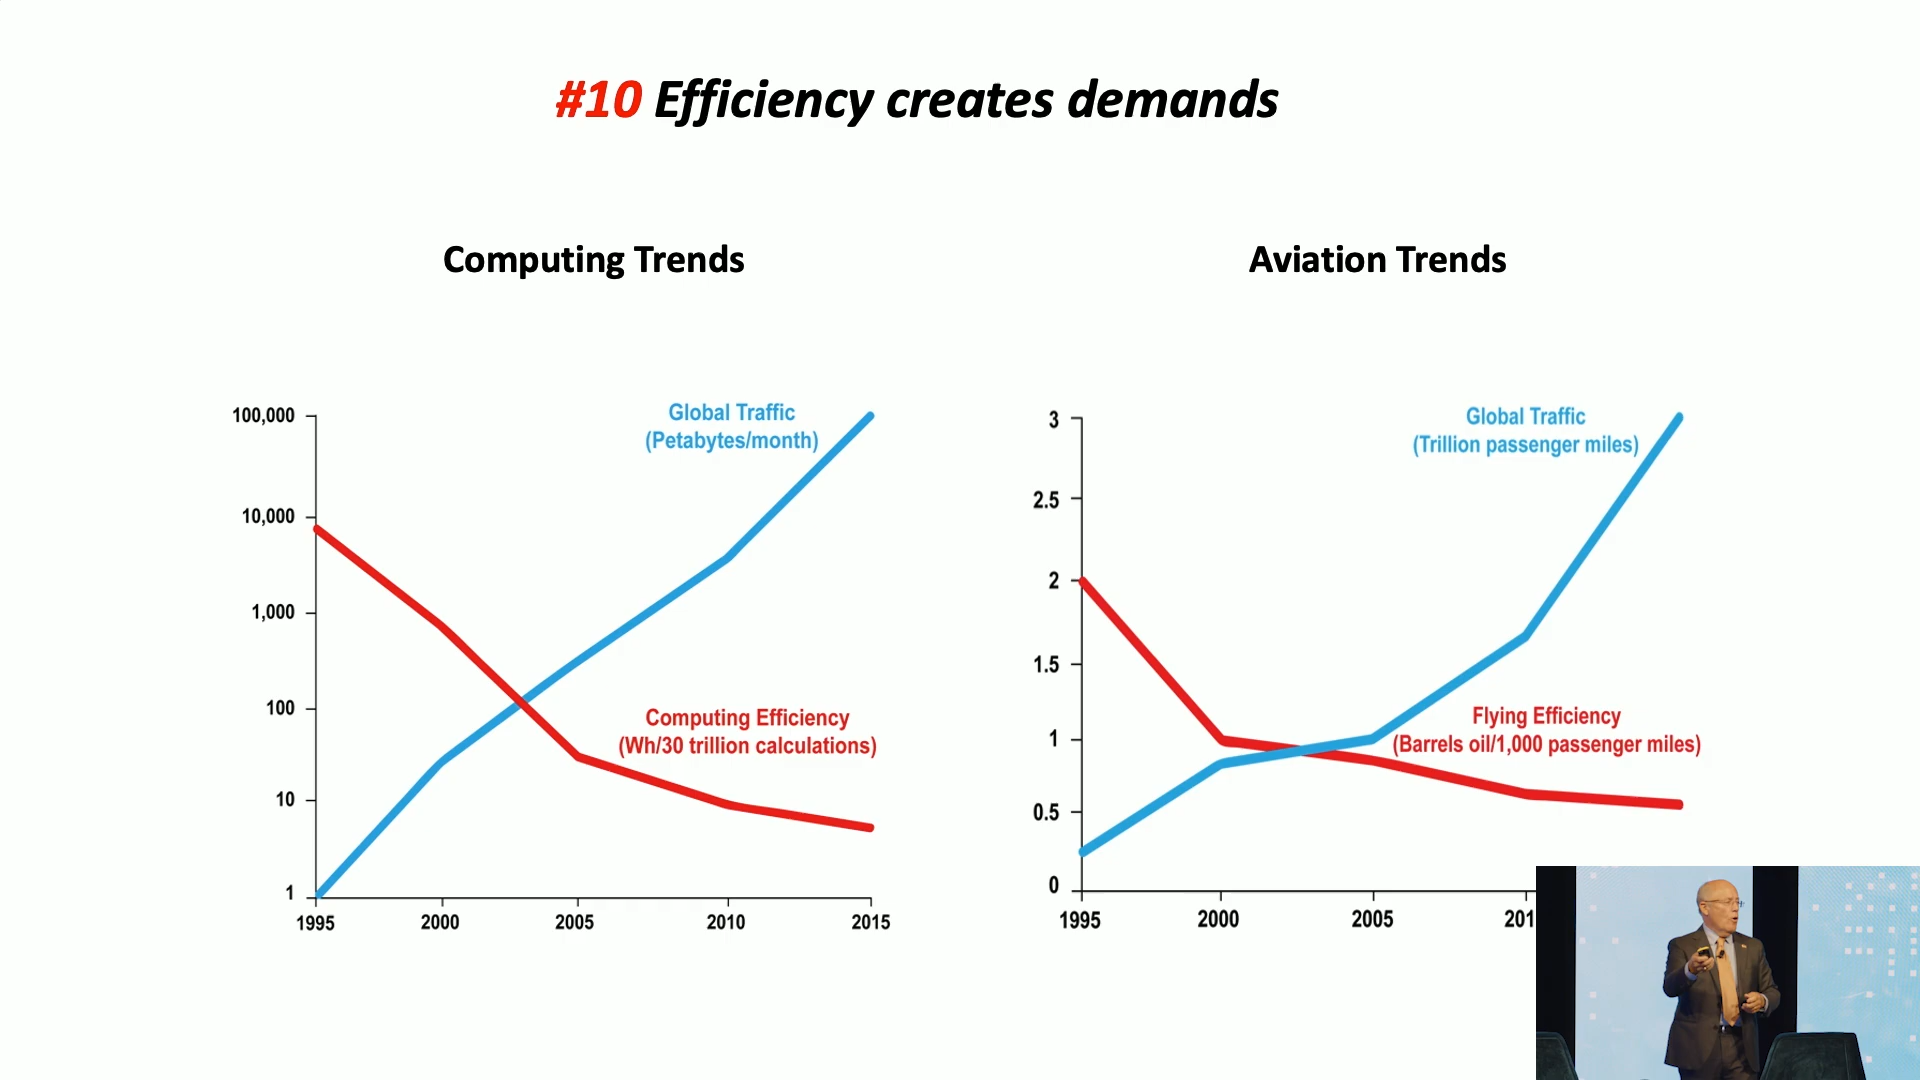 #10 Efficiency creates demands
Computing Trends
Aviation Trends
Global Traffic
(Petabytes/month)
Computing Efficiency
(Wh/30 trillion calculations)
100,000
10,000
1,000
100
10
1
1995
2000
2005
2010
2015
Global Traffic
(Trillion passenger miles)
Flying Efficiency
(Barrels oil/1,000 passenger miles)
3
2.5
2
1.5
1
0.5
0
1995
2000
2005
201